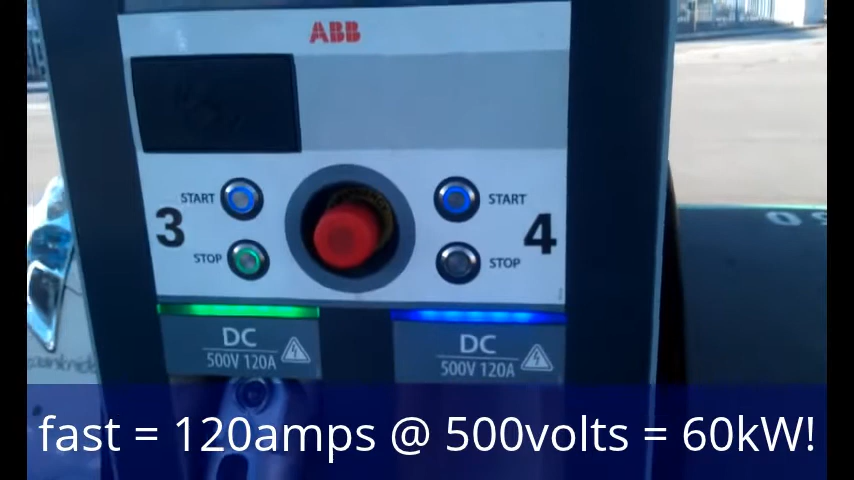 ABB
START
START
3
4
STOP
STOP
DC
500V 120A
DC
500V 120A
fast = 120amps @ 500volts = 60kW!